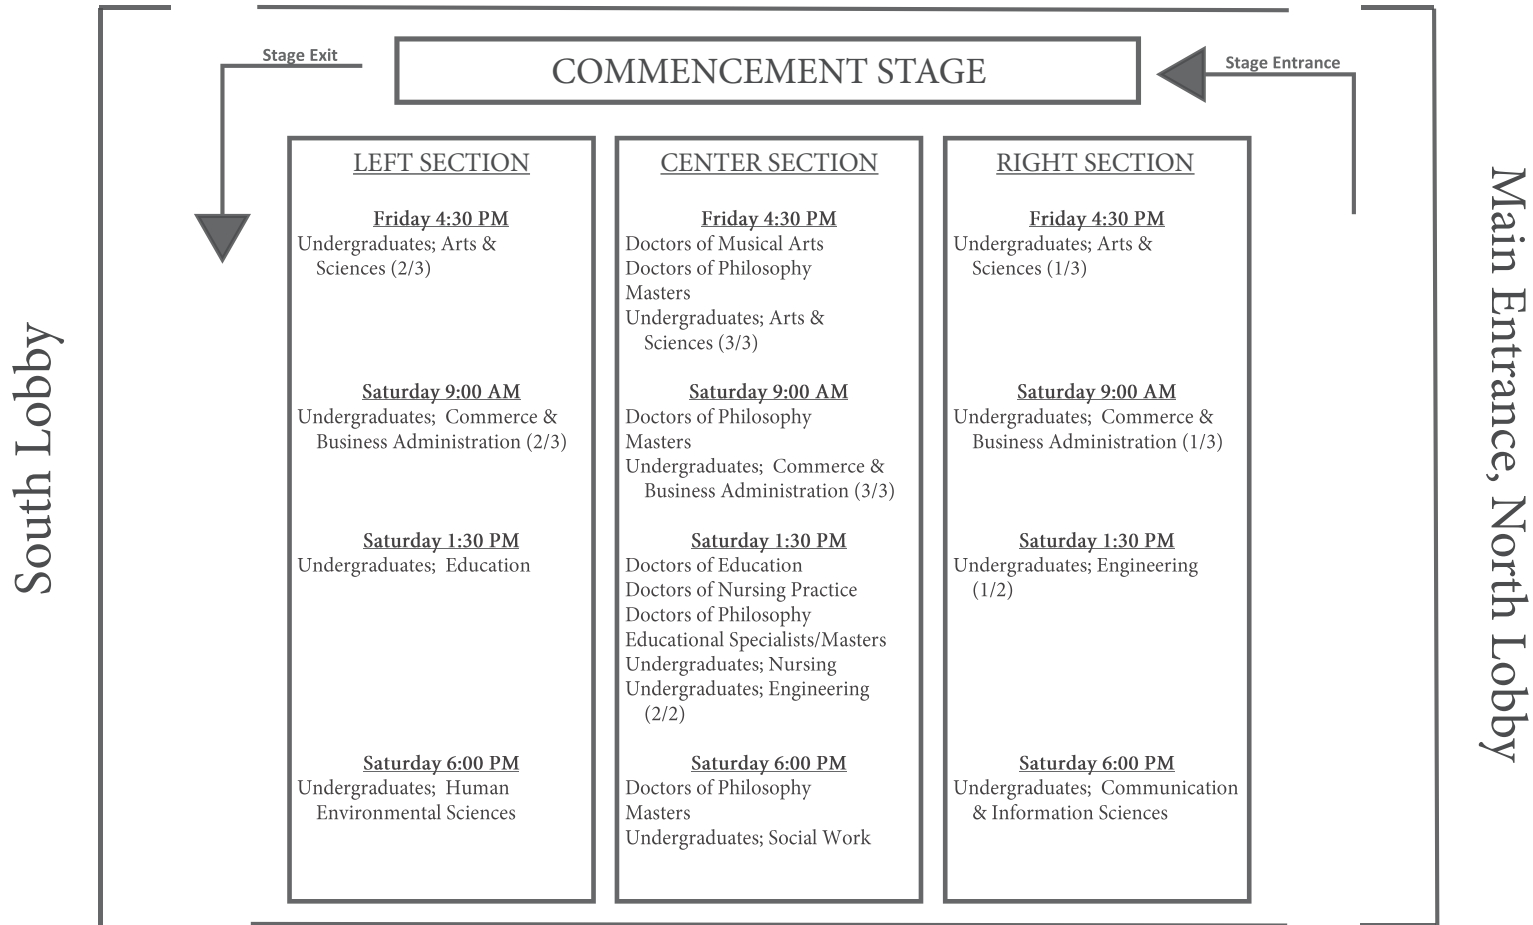 Stage Exit
COMMENCEMENT STAGE
Stage Entrance
South Lobby
LEFT SECTION
Friday 4:30 PM
Undergraduates; Arts &
Sciences (2/3)
Saturday 9:00 AM
Undergraduates;  Commerce &
Business Administration (2/3)
Saturday 1:30 PM
Undergraduates;  Education
Saturday 6:00 PM
Undergraduates;  Human
Environmental Sciences
CENTER SECTION
Friday 4:30 PM
Doctors of Musical Arts
Doctors of Philosophy
Masters
Undergraduates; Arts &
Sciences (3/3)
Saturday 9:00 AM
Doctors of Philosophy
Masters
Undergraduates;  Commerce &
Business Administration (3/3)
Saturday 1:30 PM
Doctors of Education
Doctors of Nursing Practice
Doctors of Philosophy
Educational Specialists/Masters
Undergraduates; Nursing
Undergraduates; Engineering
(2/2)
Saturday 6:00 PM
Doctors of Philosophy
Masters
Undergraduates; Social Work
RIGHT SECTION
Friday 4:30 PM
Undergraduates; Arts &
Sciences (1/3)
Saturday 9:00 AM
Undergraduates;  Commerce &
Business Administration (1/3)
Saturday 1:30 PM
Undergraduates; Engineering
(1/2)
Saturday 6:00 PM
Undergraduates;  Communication
& Information Sciences
Main Entrance, North Lobby